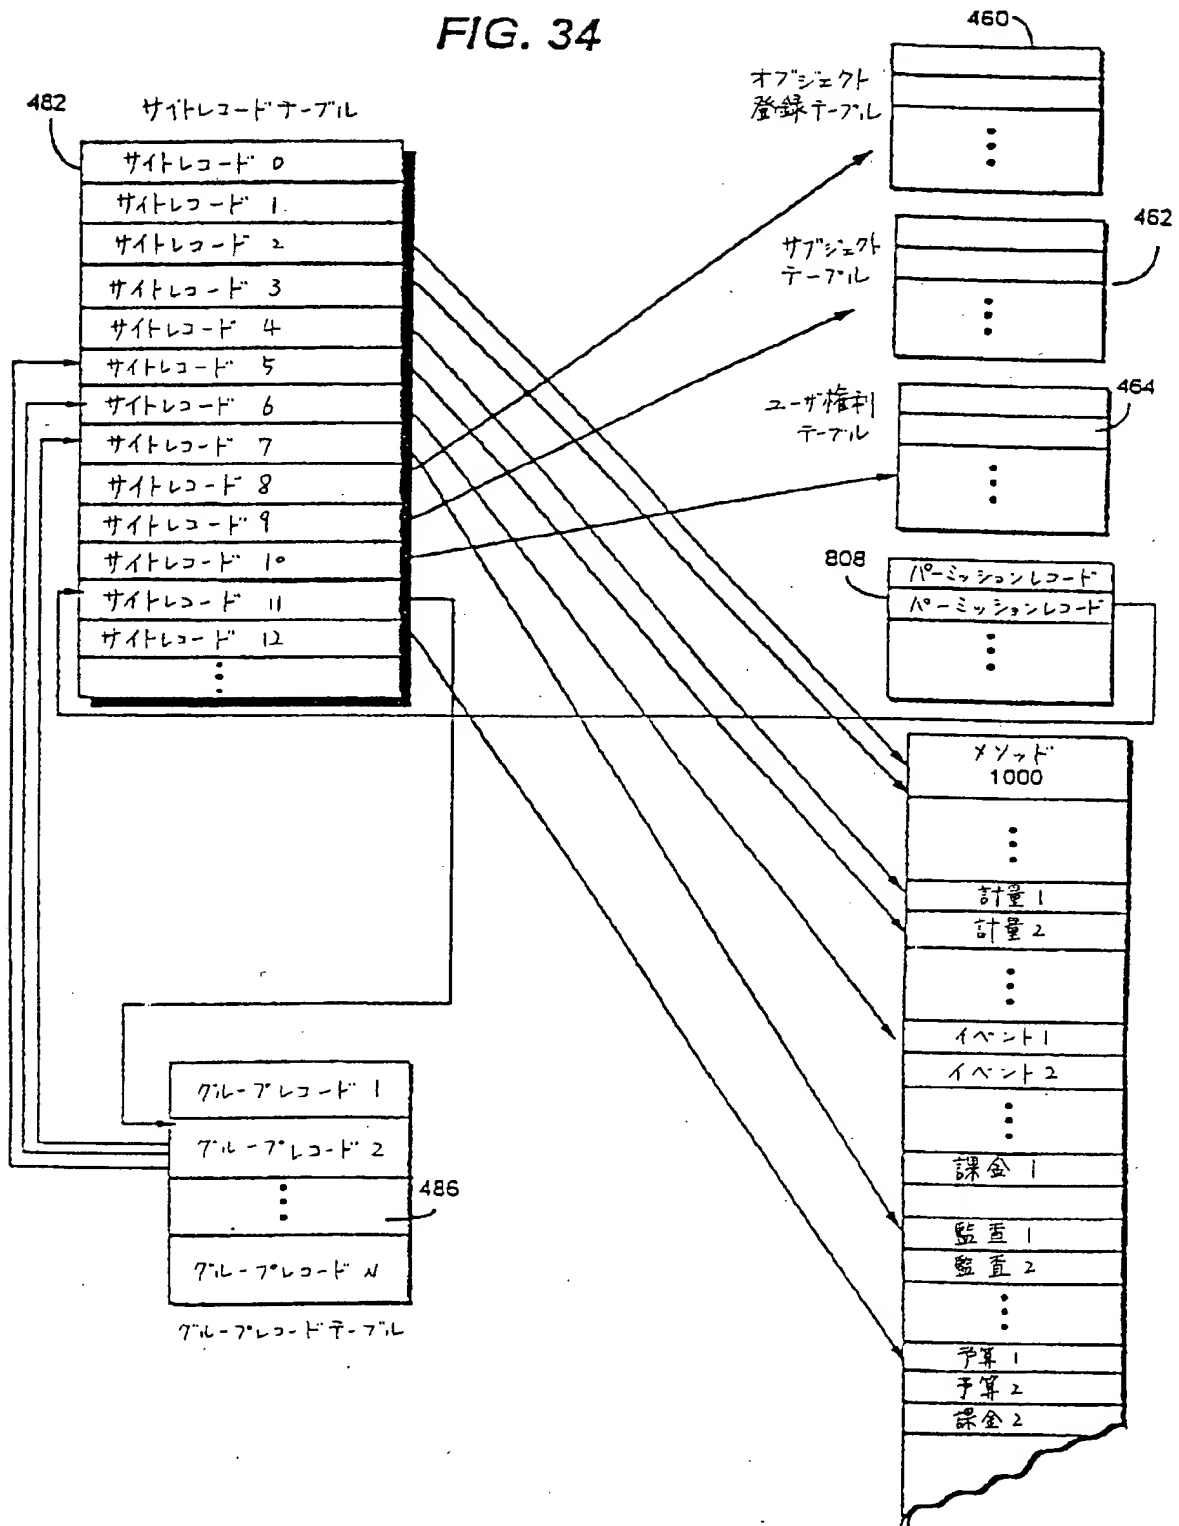 FIG. 34
482
サイトレコードテーブル
サイトレコード 0
サイトレコード 1
サイトレコード 2
サイトレコード 3
サイトレコード 4
サイトレコード 5
サイトレコード 6
サイトレコード 7
サイトレコード 8
サイトレコード 9
サイトレコード 10
サイトレコード 11
サイトレコード 12
460
オブジェクト
登録テーブル
462
サブジェクト
テーブル
464
ユーザ権利
テーブル
808
パーミッションレコード
パーミッションレコード
メソッド
1000
計量 1
計量 2
イベント 1
イベント 2
課金 1
監査 1
監査 2
予算 1
予算 2
課金 2
グループレコード 1
グループレコード 2
486
グループレコード N
グループレコードテーブル